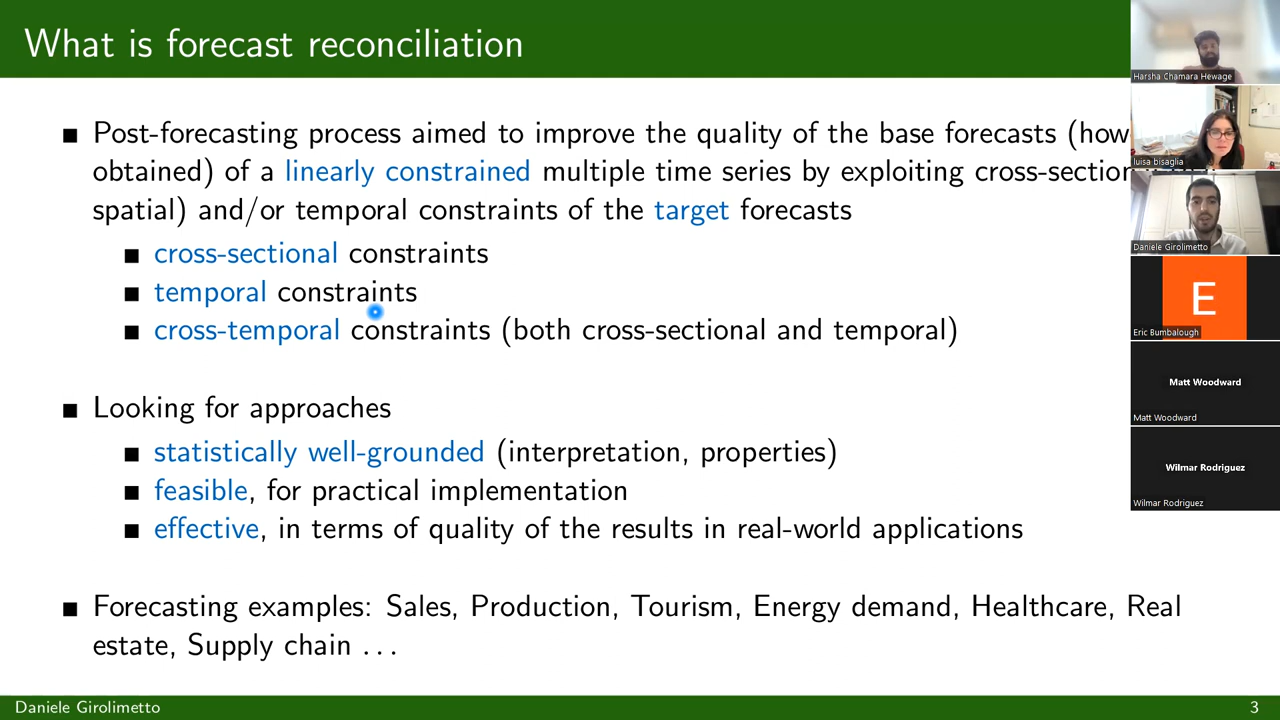 What is forecast reconciliation
Post-forecasting process aimed to improve the quality of the base forecasts (how
obtained) of a linearly constrained multiple time series by exploiting cross-section
spatial) and/or temporal constraints of the target forecasts
cross-sectional constraints
temporal constraints
cross-temporal constraints (both cross-sectional and temporal)
Looking for approaches
statistically well-grounded (interpretation, properties)
feasible, for practical implementation
effective, in terms of quality of the results in real-world applications
Forecasting examples: Sales, Production, Tourism, Energy demand, Healthcare, Real
estate, Supply chain ...
Daniele Girolimetto
3
Harsha Chamara Hewage
luisa bisaglia
Daniele Girolimetto
E
Eric Bumbalough
Matt Woodward
Matt Woodward
Wilmar Rodriguez
Wilmar Rodriguez